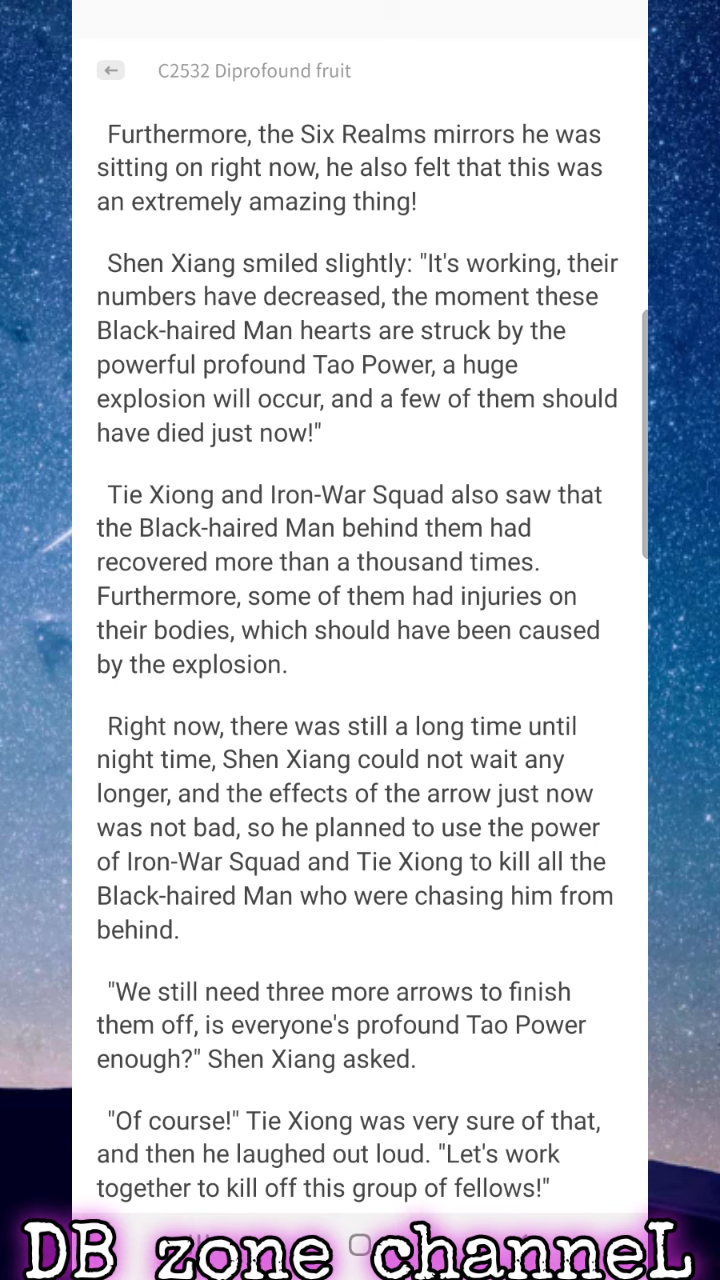 C2532 Diprofound fruit
Furthermore, the Six Realms mirrors he was
sitting on right now, he also felt that this was
an extremely amazing thing!
Shen Xiang smiled slightly: "It's working, their
numbers have decreased, the moment these
Black-haired Man hearts are struck by the
powerful profound Tao Power, a huge
explosion will occur, and a few of them should
have died just now!"
Tie Xiong and Iron-War Squad also saw that
the Black-haired Man behind them had
recovered more than a thousand times.
Furthermore, some of them had injuries on
their bodies, which should have been caused
by the explosion.
Right now, there was still a long time until
night time, Shen Xiang could not wait any
longer, and the effects of the arrow just now
was not bad, so he planned to use the power
of Iron-War Squad and Tie Xiong to kill all the
Black-haired Man who were chasing him from
behind.
"We still need three more arrows to finish
them off, is everyone's profound Tao Power
enough?" Shen Xiang asked.
"Of course!" Tie Xiong was very sure of that,
and then he laughed out loud. "Let's work
together to kill off this group of fellows!"
DB zone channeL